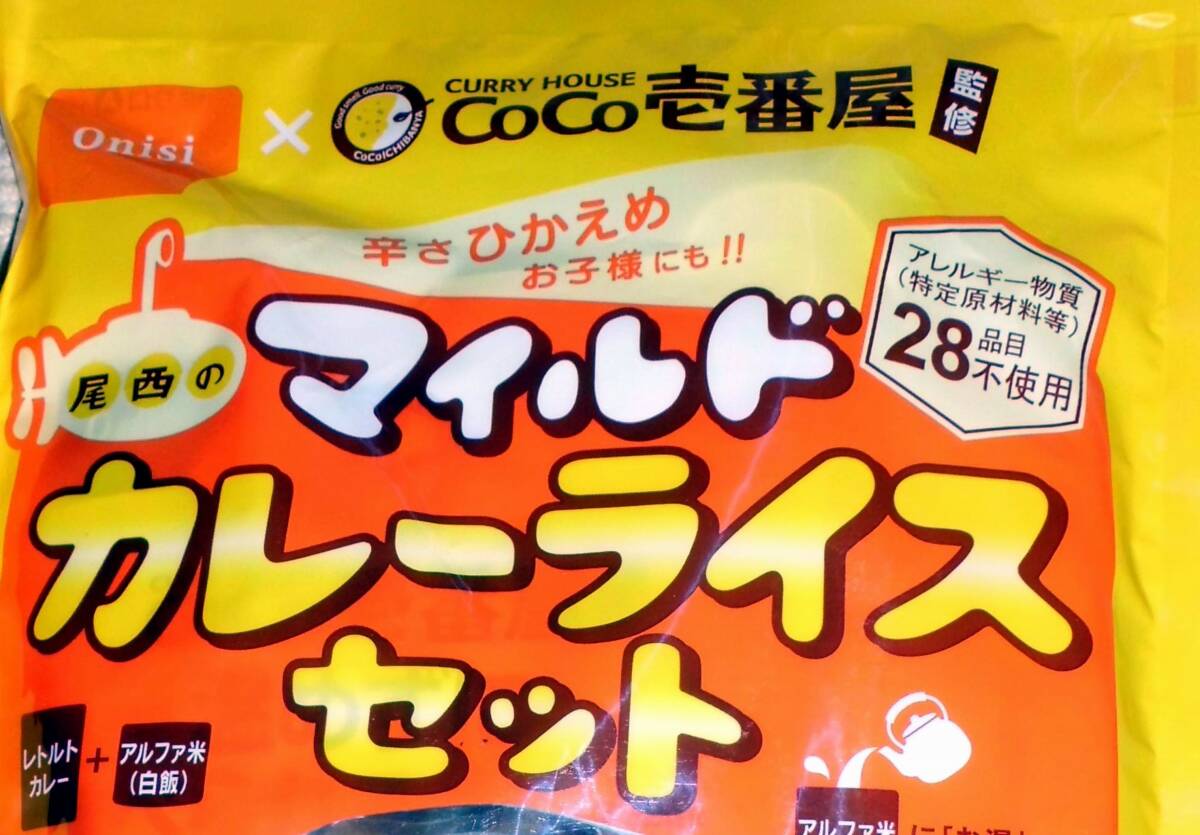 Onisi × Good smell Good curry CoCoICHIBANYA CURRY HOUSE CoCo壱番屋 監修
辛さひかえめ
お子様にも!!
アレルギー物質
(特定原材料等)
28品目
不使用
尾西の
マイルド
カレーライス
セット
レトルト
カレー
+
アルファ米
(白飯)
アルファ米に「お湯